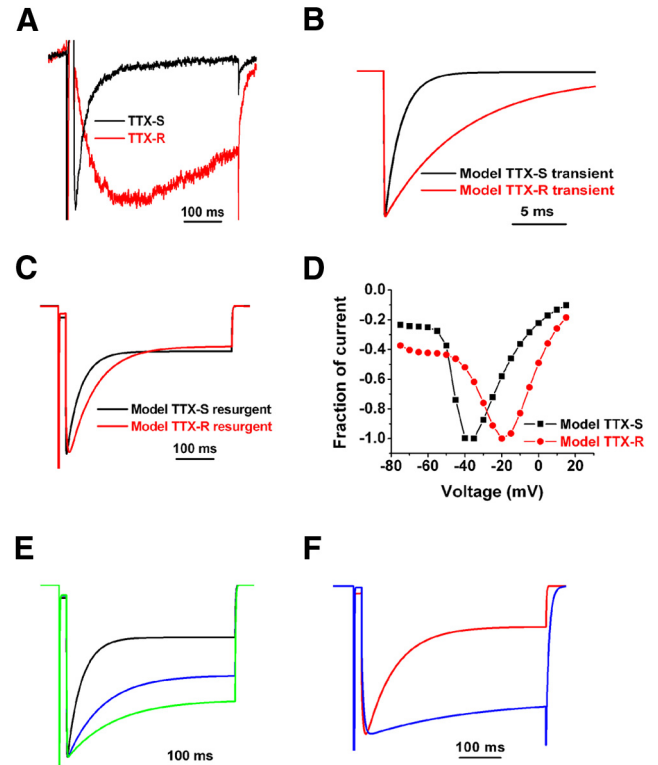 A
TTX-S
TTX-R
100 ms
B
Model TTX-S transient
Model TTX-R transient
5 ms
C
Model TTX-S resurgent
Model TTX-R resurgent
100 ms
D
Fraction of current
0.0
-0.2
-0.4
-0.6
-0.8
-1.0
Model TTX-S
Model TTX-R
-80 -60 -40 -20 0 20
Voltage (mV)
E
100 ms
F
100 ms